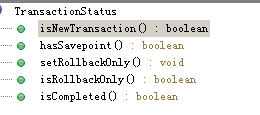 TransactionStatus
isNewTransaction() : boolean
hasSavepoint() : boolean
setRollbackOnly() : void
isRollbackOnly() : boolean
isCompleted() : boolean